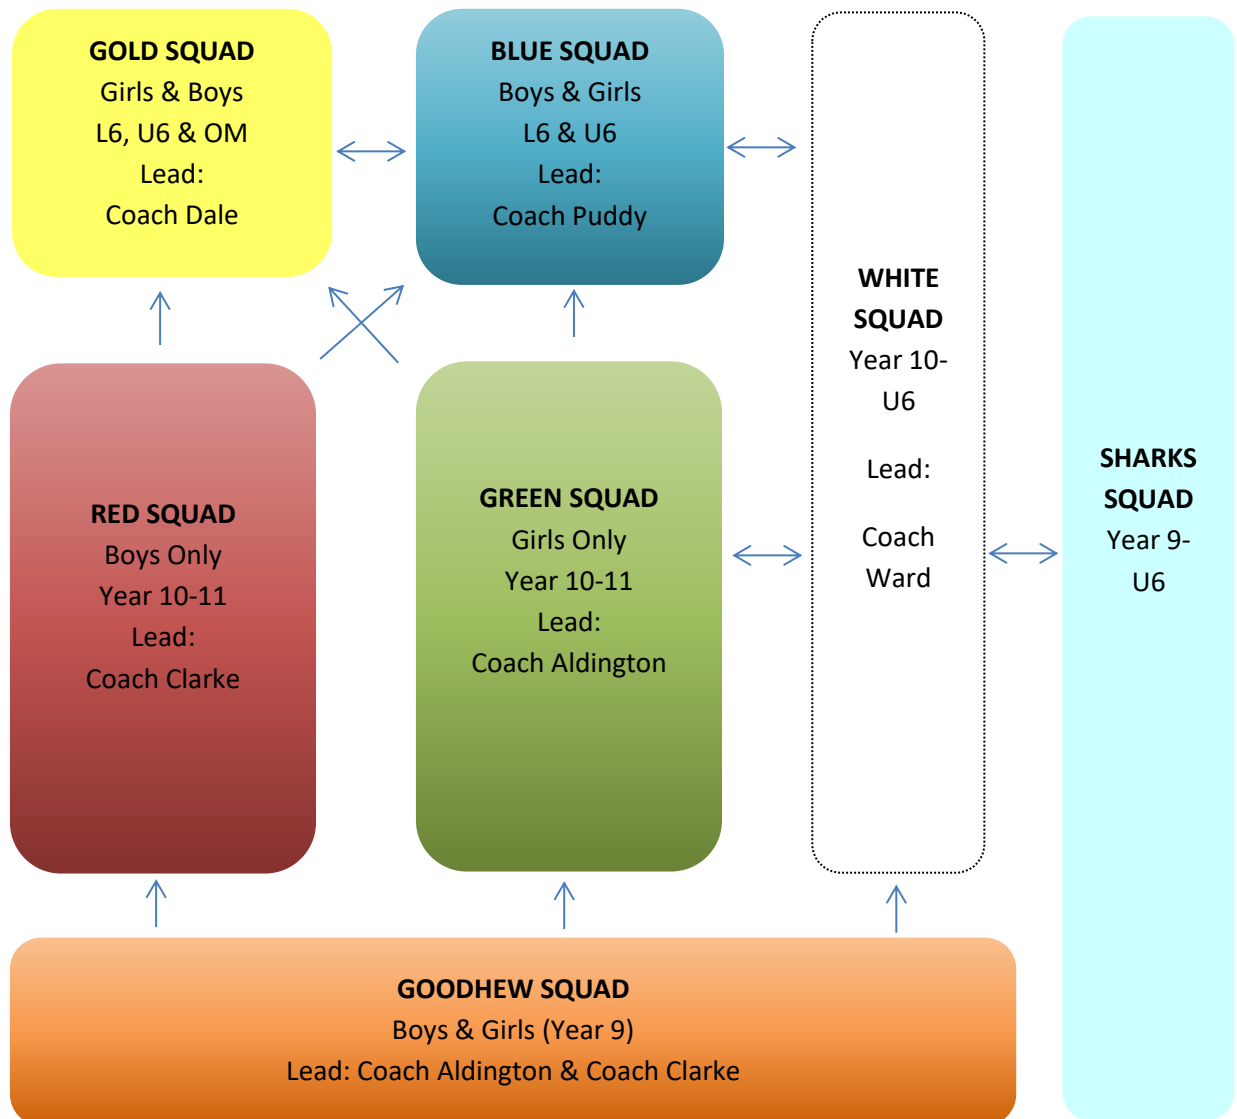 GOLD SQUAD
Girls & Boys
L6, U6 & OM
Lead:
Coach Dale
BLUE SQUAD
Boys & Girls
L6 & U6
Lead:
Coach Puddy
WHITE
SQUAD
Year 10-
U6
Lead:
Coach
Ward
SHARKS
SQUAD
Year 9-
U6
RED SQUAD
Boys Only
Year 10-11
Lead:
Coach Clarke
GREEN SQUAD
Girls Only
Year 10-11
Lead:
Coach Aldington
GOODHEW SQUAD
Boys & Girls (Year 9)
Lead: Coach Aldington & Coach Clarke